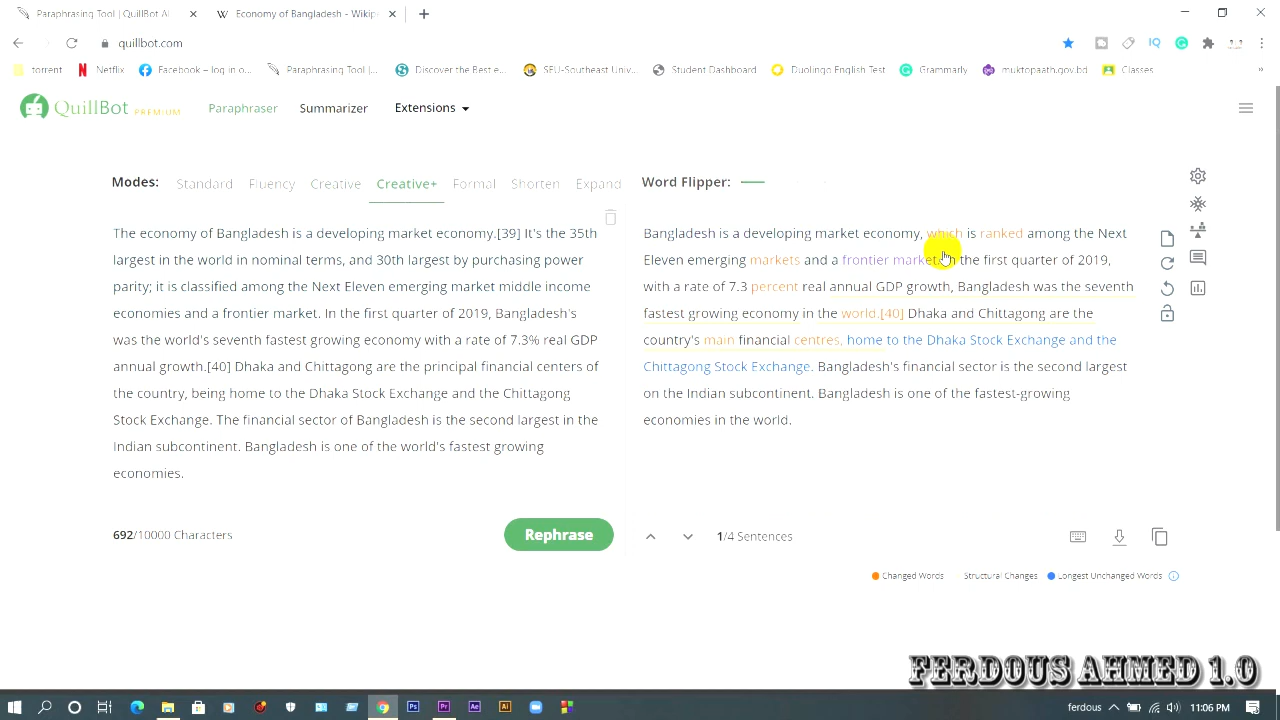 Paraphrasing Tool | QuillBot AI
Economy of Bangladesh - Wikip
quillbot.com
torrent
Netflix
Facebook – log in o...
Paraphrasing Tool |...
Discover the Best e...
SEU-Southeast Univ...
Student Dashboard
Duolingo English Test
Grammarly
muktopaath.gov.bd
Classes
QuillBot PREMIUM
Paraphraser
Summarizer
Extensions
Modes:
Standard
Fluency
Creative
Creative+
Formal
Shorten
Expand
Word Flipper:
The economy of Bangladesh is a developing market economy.[39] It's the 35th
largest in the world in nominal terms, and 30th largest by purchasing power
parity; it is classified among the Next Eleven emerging market middle income
economies and a frontier market. In the first quarter of 2019, Bangladesh's
was the world's seventh fastest growing economy with a rate of 7.3% real GDP
annual growth.[40] Dhaka and Chittagong are the principal financial centers of
the country, being home to the Dhaka Stock Exchange and the Chittagong
Stock Exchange. The financial sector of Bangladesh is the second largest in the
Indian subcontinent. Bangladesh is one of the world's fastest growing
economies.
Bangladesh is a developing market economy, which is ranked among the Next
Eleven emerging markets and a frontier market the first quarter of 2019,
with a rate of 7.3 percent real annual GDP growth, Bangladesh was the seventh
fastest growing economy in the world.[40] Dhaka and Chittagong are the
country's main financial centres, home to the Dhaka Stock Exchange and the
Chittagong Stock Exchange. Bangladesh's financial sector is the second largest
on the Indian subcontinent. Bangladesh is one of the fastest-growing
economies in the world.
692/10000 Characters
Rephrase
1/4 Sentences
Changed Words
Structural Changes
Longest Unchanged Words
FERDOUS AHMED 1.0
ferdous
11:06 PM